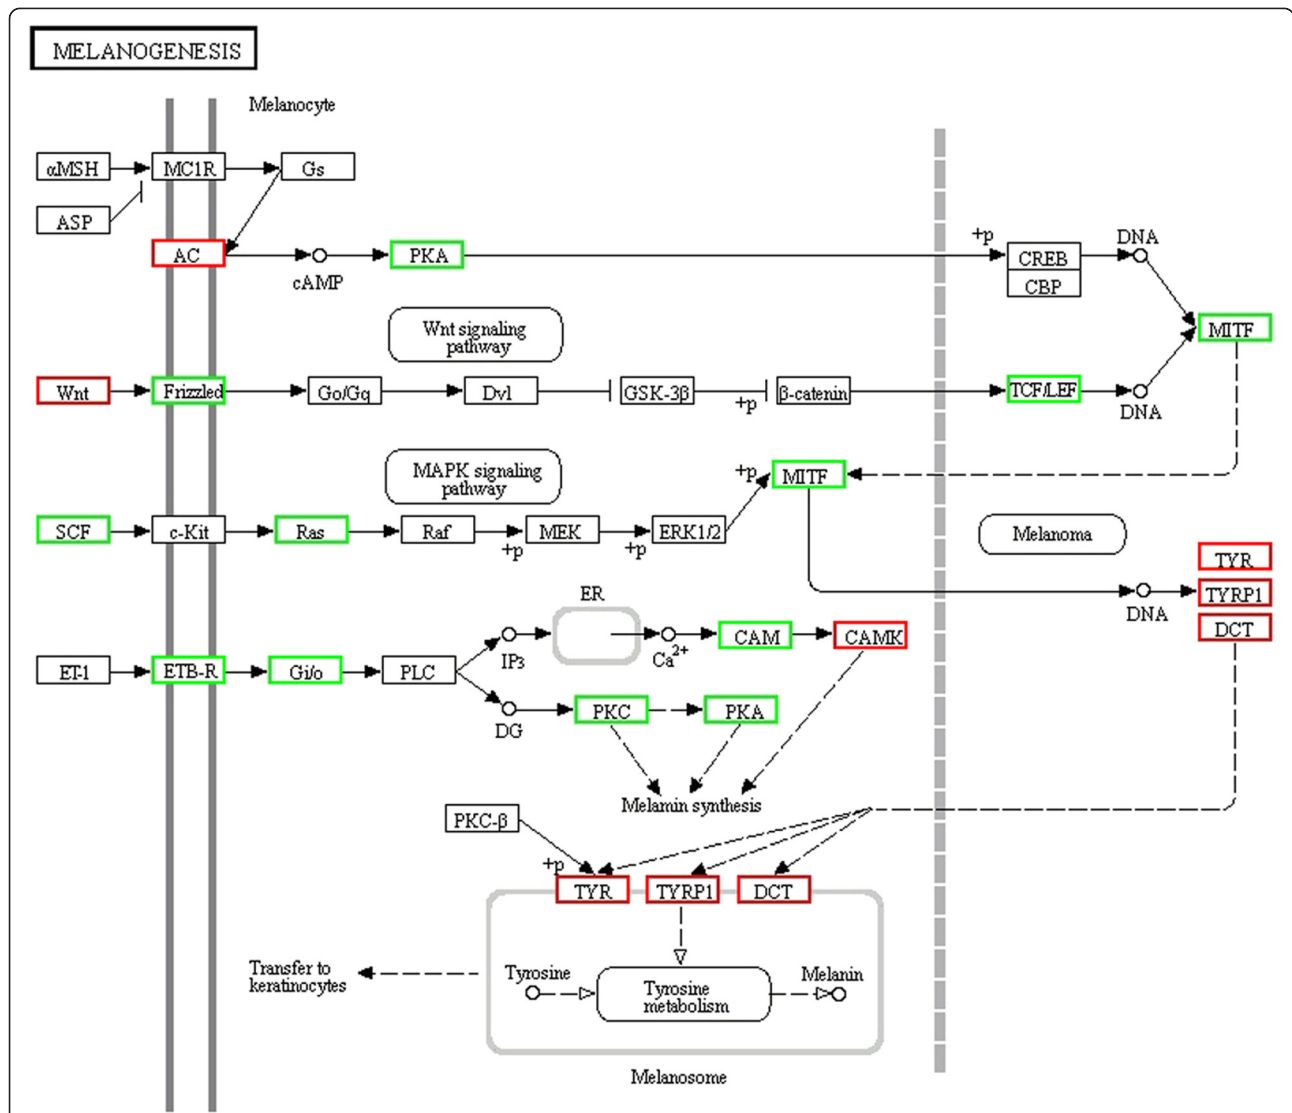 MELANOGENESIS
Melanocyte
αMSH
MC1R
Gs
ASP
AC
cAMP
PKA
+p
CREB
CBP
DNA
MITF
Wnt signaling
pathway
Wnt
Frizzled
Go/Gq
Dvl
GSK-3β
+p
β-catenin
TCF/LEF
DNA
MAPK signaling
pathway
+p
MITF
SCF
c-Kit
Ras
Raf
+p
MEK
+p
ERK1/2
Melanoma
TYR
TYRP1
DCT
DNA
ER
IP3
Ca2+
CAM
CAMK
ET-1
ETB-R
Gi/o
PLC
DG
PKC
PKA
Melamin synthesis
PKC-β
+p
TYR
TYRP1
DCT
Transfer to
keratinocytes
Tyrosine
Tyrosine
metabolism
Melanin
Melanosome